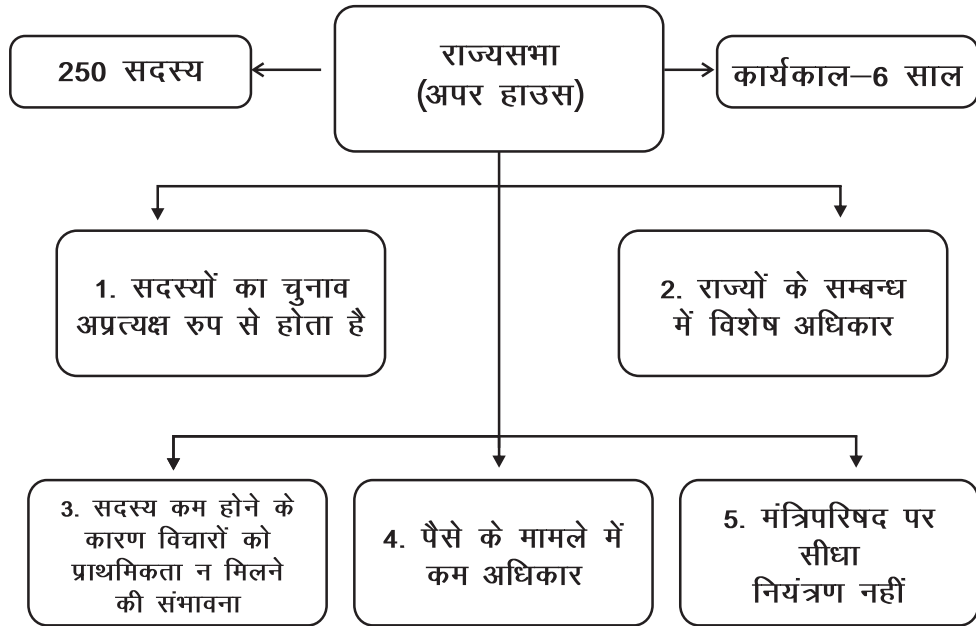 250 सदस्य
राज्यसभा
(अपर हाउस)
कार्यकाल–6 साल
1. सदस्यों का चुनाव
अप्रत्यक्ष रुप से होता है
2. राज्यों के सम्बन्ध
में विशेष अधिकार
3. सदस्य कम होने के
कारण विचारों को
प्राथमिकता न मिलने
की संभावना
4. पैसे के मामले में
कम अधिकार
5. मंत्रिपरिषद पर
सीधा
नियंत्रण नहीं